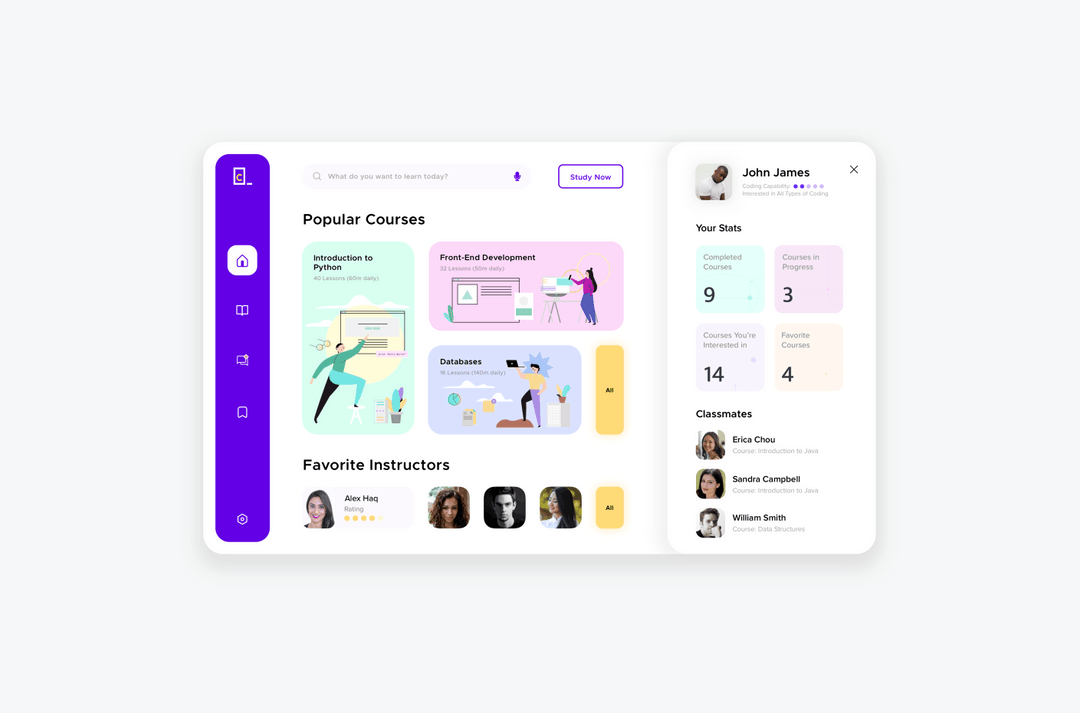 C_
What do you want to learn today?
Study Now
Popular Courses
Introduction to
Python
40 Lessons (60m daily)
Front-End Development
32 Lessons (50m daily)
Databases
16 Lessons (140m daily)
All
Favorite Instructors
Alex Haq
Rating
All
John James
Coding Capability:
Interested in All Types of Coding
Your Stats
Completed
Courses
9
Courses in
Progress
3
Courses You're
Interested in
14
Favorite
Courses
4
Classmates
Erica Chou
Course: Introduction to Java
Sandra Campbell
Course: Introduction to Java
William Smith
Course: Data Structures